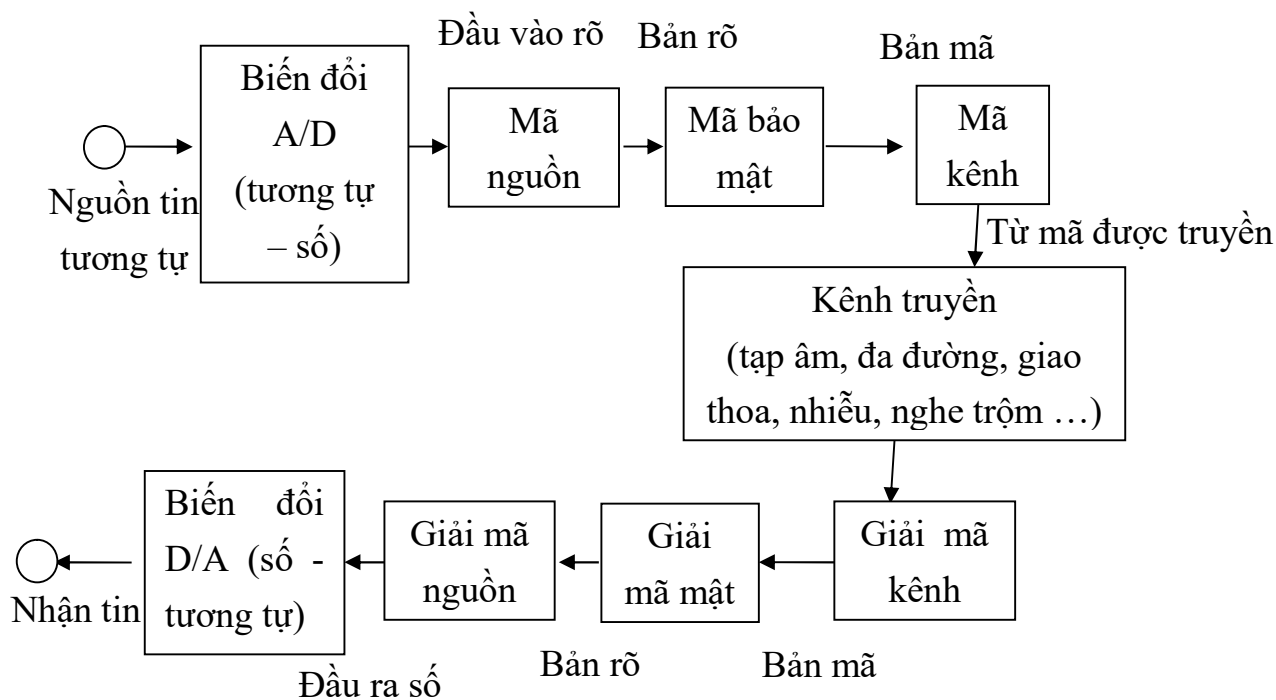 Đầu vào rõ
Bản rõ
Bản mã
Biến đổi
A/D
(tương tự
– số)
Mã
nguồn
Mã bảo
mật
Mã
kênh
Nguồn tin
tương tự
Từ mã được truyền
Kênh truyền
(tạp âm, đa đường, giao
thoa, nhiễu, nghe trộm …)
Biến đổi
D/A (số -
tương tự)
Giải mã
nguồn
Giải
mã mật
Giải mã
kênh
Nhận tin
Đầu ra số
Bản rõ
Bản mã